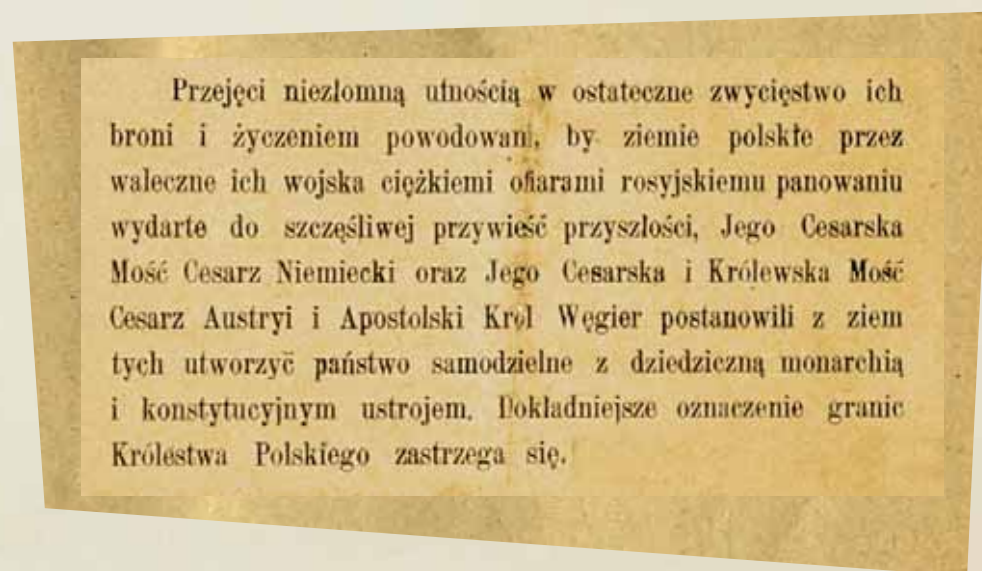 Przejęci niezłomną ufnością w ostateczne zwycięstwo ich
broni i życzeniem powodowani, by ziemie polskie przez
waleczne ich wojska ciężkiemi ofiarami rosyjskiemu panowaniu
wydarte do szczęśliwej przywieść przyszłości, Jego Cesarska
Mość Cesarz Niemiecki oraz Jego Cesarska i Królewska Mość
Cesarz Austryi i Apostolski Król Węgier postanowili z ziem
tych utworzyć państwo samodzielne z dziedziczną monarchią
i konstytucyjnym ustrojem. Dokładniejsze oznaczenie granic
Królestwa Polskiego zastrzega się.